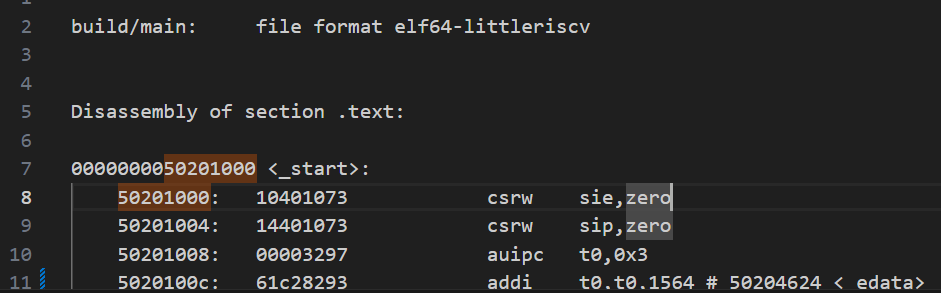 2 build/main:     file format elf64-littleriscv
3
4
5 Disassembly of section .text:
6
7 0000000050201000 <_start>:
8     50201000:   10401073            csrw    sie,zero
9     50201004:   14401073            csrw    sip,zero
10     50201008:   00003297            auipc   t0,0x3
11     5020100c:   61c28293            addi    t0,t0,1564 # 50204624 <_edata>